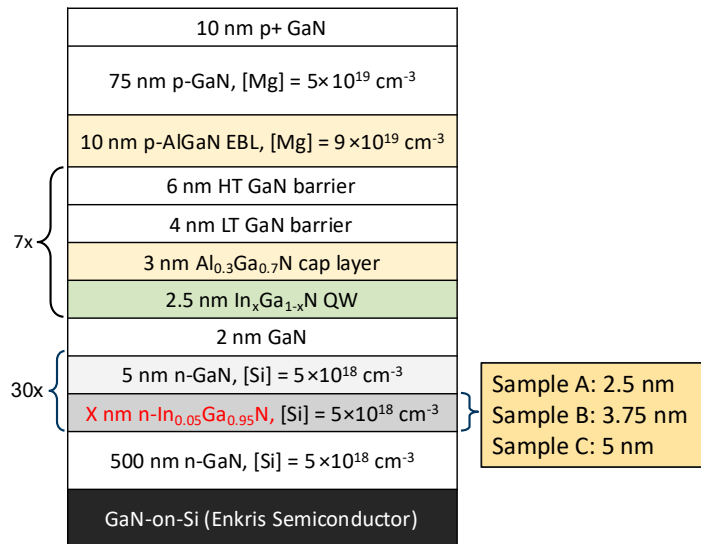 10 nm p+ GaN
75 nm p-GaN, [Mg] = 5×10¹⁹ cm⁻³
10 nm p-AlGaN EBL, [Mg] = 9 ×10¹⁹ cm⁻³
6 nm HT GaN barrier
7x
4 nm LT GaN barrier
3 nm Al₀.₃Ga₀.₇N cap layer
2.5 nm InₓGa₁₋ₓN QW
2 nm GaN
30x
5 nm n-GaN, [Si] = 5×10¹⁸ cm⁻³
X nm n-In₀.₀₅Ga₀.₉₅N, [Si] = 5×10¹⁸ cm⁻³
Sample A: 2.5 nm
Sample B: 3.75 nm
Sample C: 5 nm
500 nm n-GaN, [Si] = 5×10¹⁸ cm⁻³
GaN-on-Si (Enkris Semiconductor)